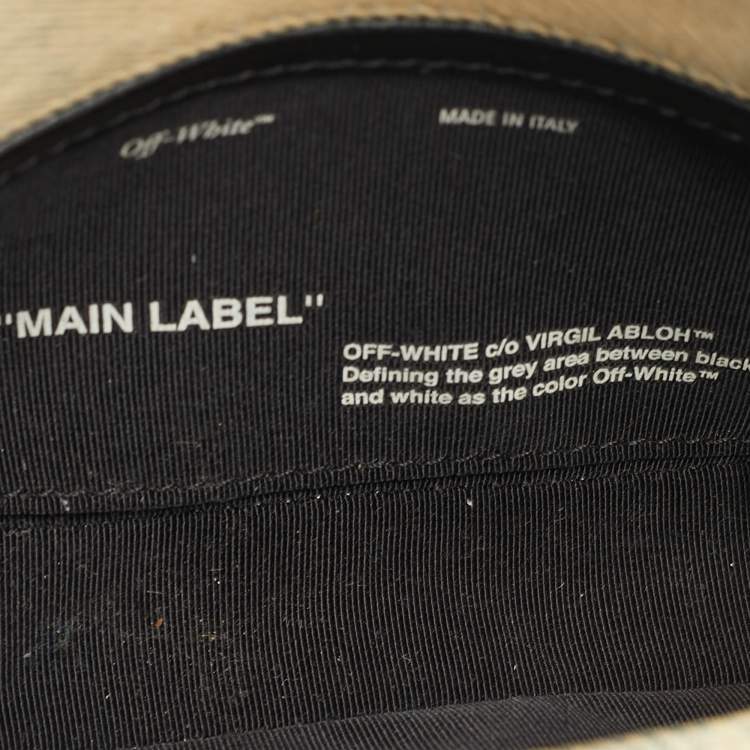 Off-White™
MADE IN ITALY
"MAIN LABEL"
OFF-WHITE c/o VIRGIL ABLOH™
Defining the grey area between black
and white as the color Off-White™